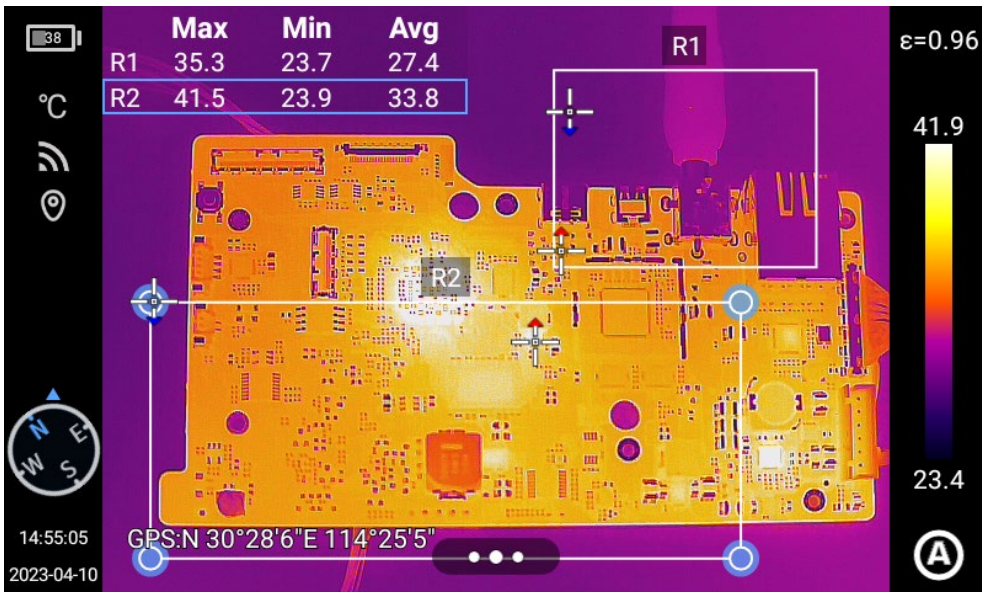 38
Max Min Avg
R1 35.3 23.7 27.4
R2 41.5 23.9 33.8
R1
ε=0.96
°C
41.9
R2
N
E
W
S
23.4
14:55:05
2023-04-10
GPS:N 30°28'6"E 114°25'5"
A